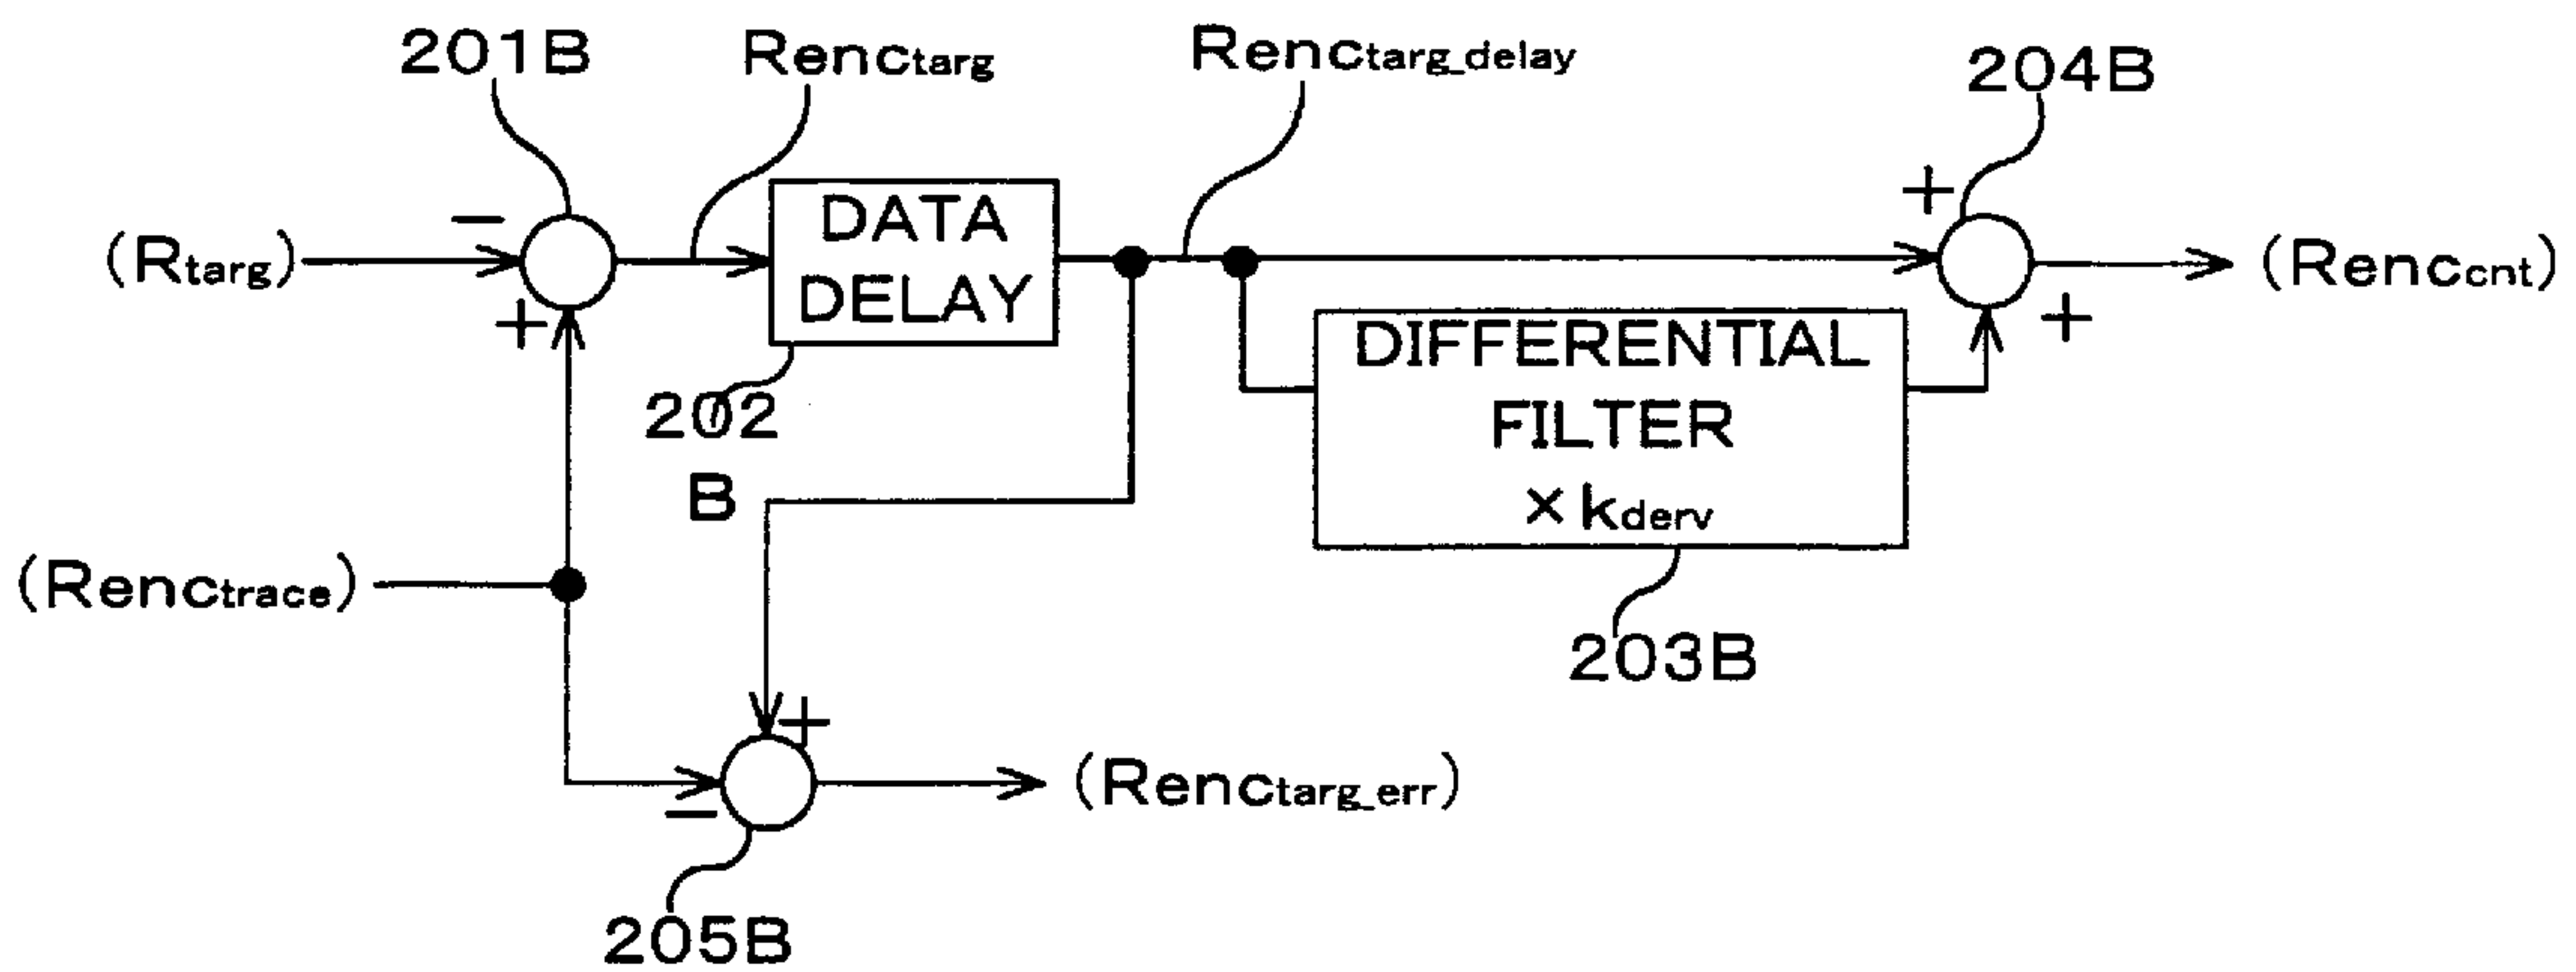 201B
Renctarg
Renctarg_delay
204B
−
+
(Rtarg)
DATA
DELAY
(Renccnt)
+
+
202
B
DIFFERENTIAL
FILTER
× kderv
(Renctrace)
203B
+
−
(Renctarg_err)
205B